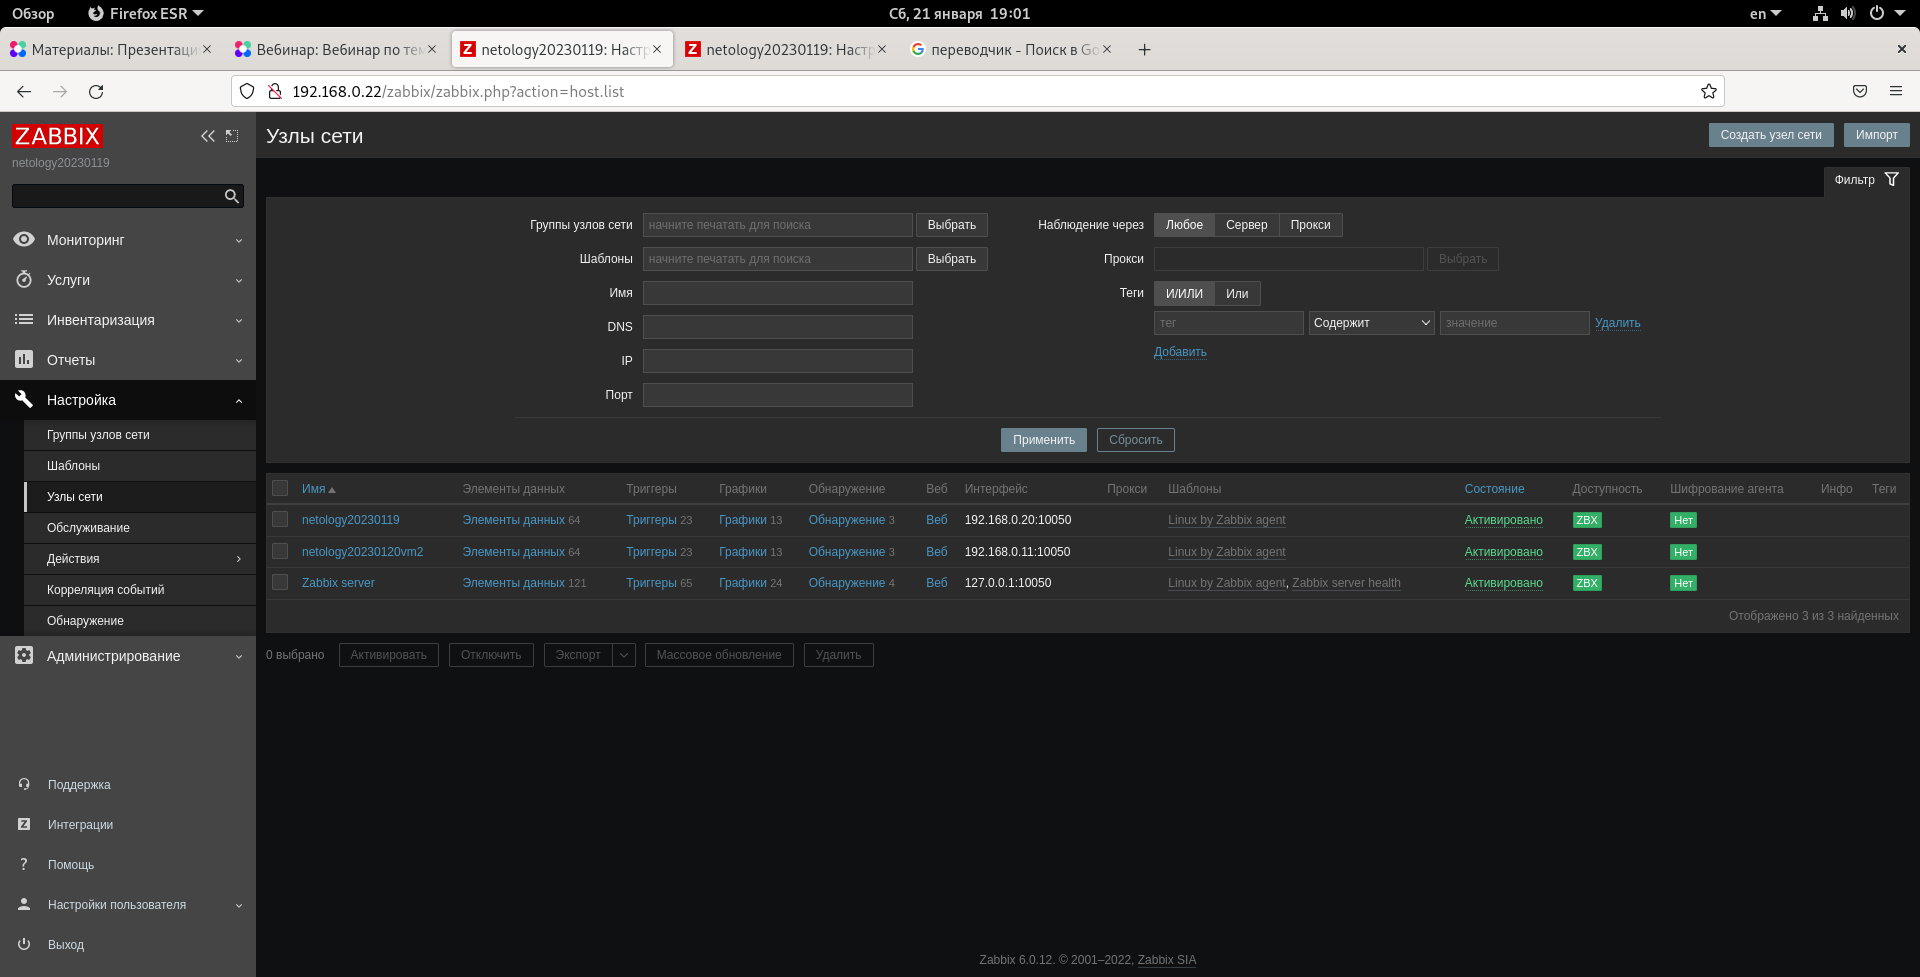 Обзор Firefox ESR Сб, 21 января 19:01 en
Материалы: Презентаци Вебинар: Вебинар по те netology20230119: Настр netology20230119: Настр переводчик - Поиск в Go
192.168.0.22/zabbix/zabbix.php?action=host.list
ZABBIX
netology20230119
Мониторинг
Услуги
Инвентаризация
Отчеты
Настройка
Группы узлов сети
Шаблоны
Узлы сети
Обслуживание
Действия
Корреляция событий
Обнаружение
Администрирование
Поддержка
Интеграции
Помощь
Настройки пользователя
Выход
Узлы сети Создать узел сети Импорт
Фильтр
Группы узлов сети начните печатать для поиска Выбрать Наблюдение через Любое Сервер Прокси
Шаблоны начните печатать для поиска Выбрать Прокси Выбрать
Имя Теги И/ИЛИ Или
DNS тег Содержит значение Удалить
Добавить
IP
Порт
Применить Сбросить
Имя Элементы данных Триггеры Графики Обнаружение Веб Интерфейс Прокси Шаблоны Состояние Доступность Шифрование агента Инфо Теги
netology20230119 Элементы данных 64 Триггеры 23 Графики 13 Обнаружение 3 Веб 192.168.0.20:10050 Linux by Zabbix agent Активировано ZBX Нет
netology20230120vm2 Элементы данных 64 Триггеры 23 Графики 13 Обнаружение 3 Веб 192.168.0.11:10050 Linux by Zabbix agent Активировано ZBX Нет
Zabbix server Элементы данных 121 Триггеры 65 Графики 24 Обнаружение 4 Веб 127.0.0.1:10050 Linux by Zabbix agent, Zabbix server health Активировано ZBX Нет
Отображено 3 из 3 найденных
0 выбрано Активировать Отключить Экспорт Массовое обновление Удалить
Zabbix 6.0.12. © 2001–2022, Zabbix SIA